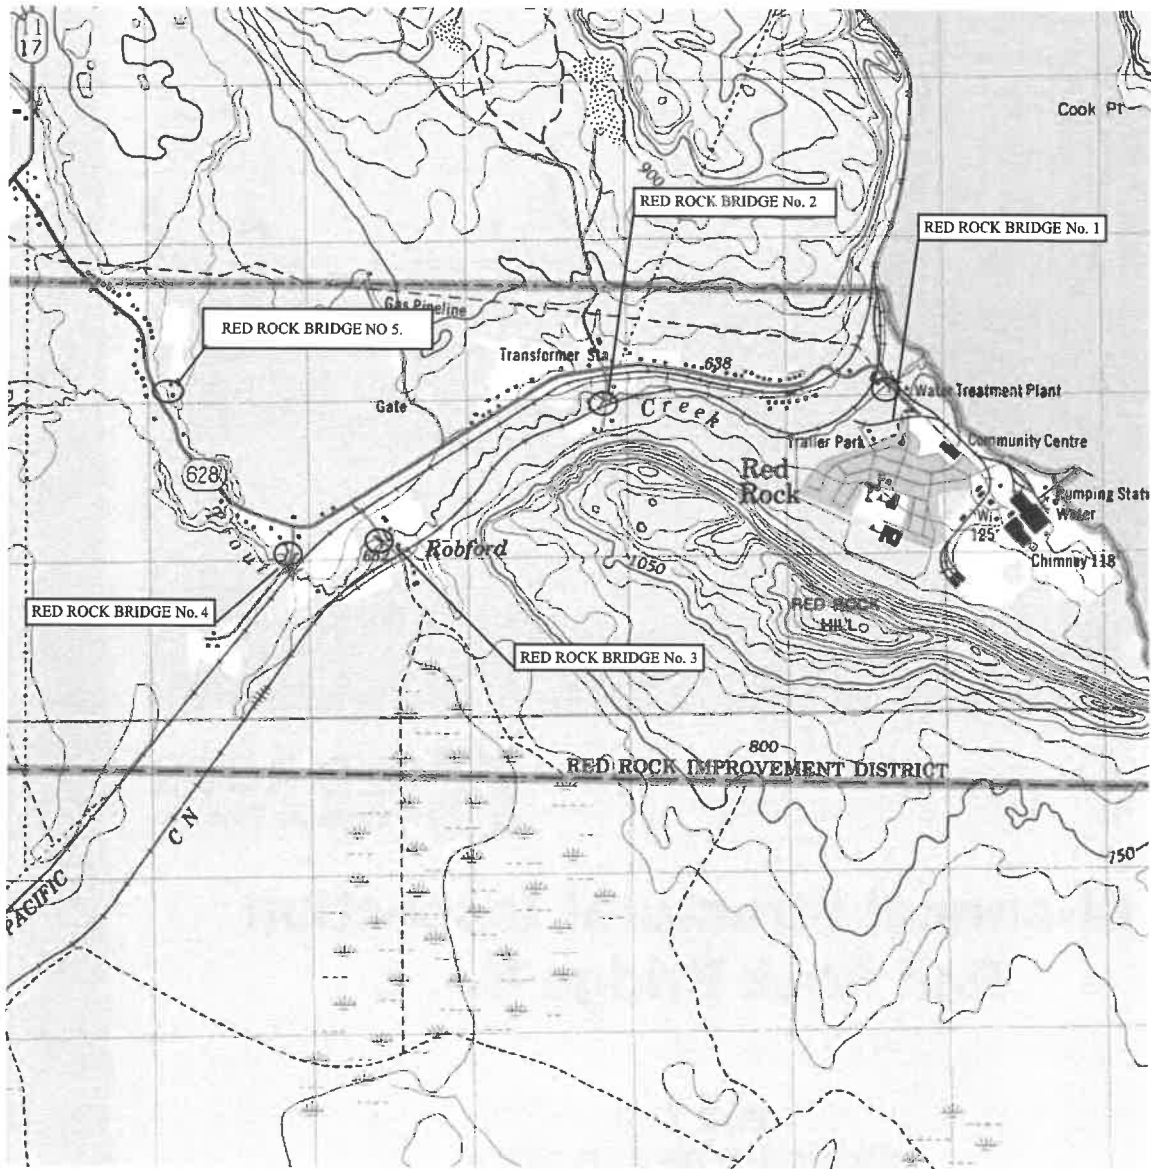 11
17
Cook Pt
900
RED ROCK BRIDGE No. 2
RED ROCK BRIDGE No. 1
Gas Pipeline
RED ROCK BRIDGE NO 5.
Transformer Sta
638
Water Treatment Plant
Gate
Creek
Trailer Park
Community Centre
628
Red
Rock
Pumping Stati
Water
125'
Trout
Robford
Chimney 118
1050
RED ROCK
HILL
RED ROCK BRIDGE No. 4
RED ROCK BRIDGE No. 3
800
RED ROCK IMPROVEMENT DISTRICT
CN
750
PACIFIC